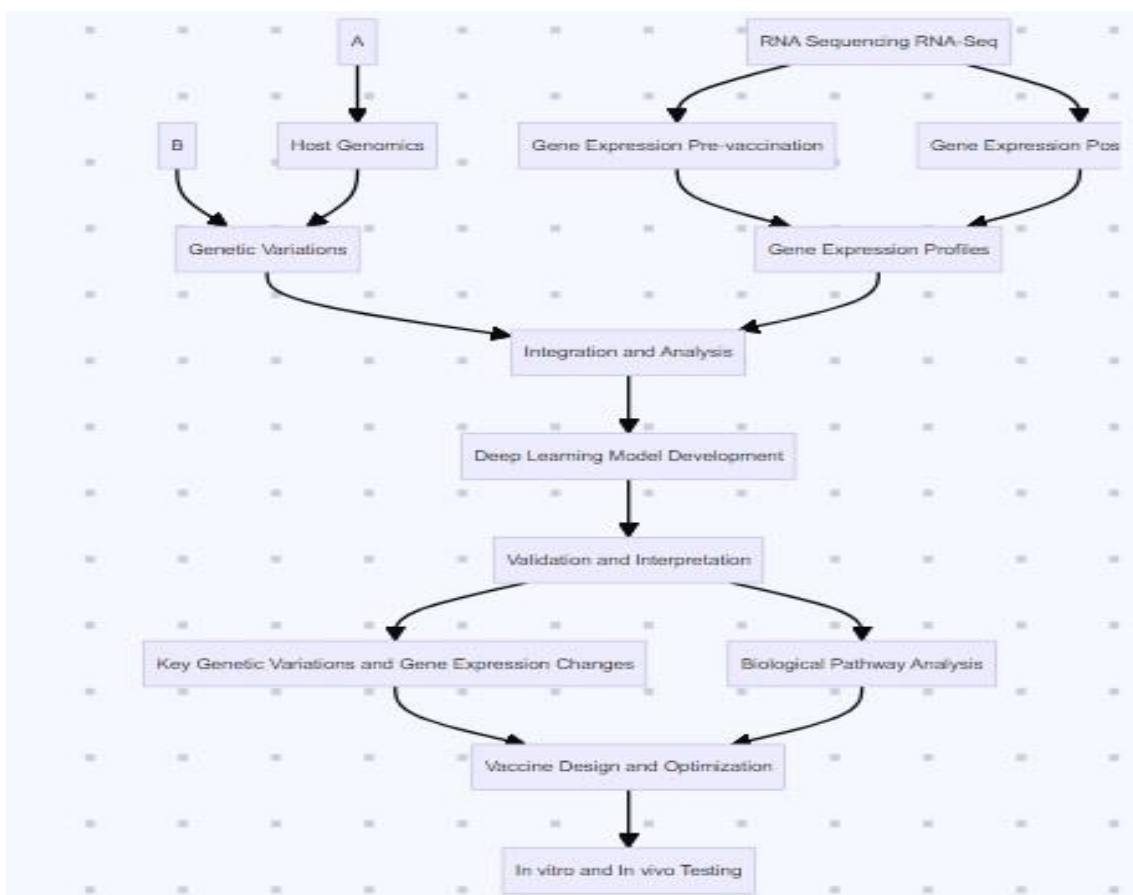 A
RNA Sequencing RNA-Seq
B
Host Genomics
Gene Expression Pre-vaccination
Gene Expression Pos
Genetic Variations
Gene Expression Profiles
Integration and Analysis
Deep Learning Model Development
Validation and Interpretation
Key Genetic Variations and Gene Expression Changes
Biological Pathway Analysis
Vaccine Design and Optimization
In vitro and In vivo Testing